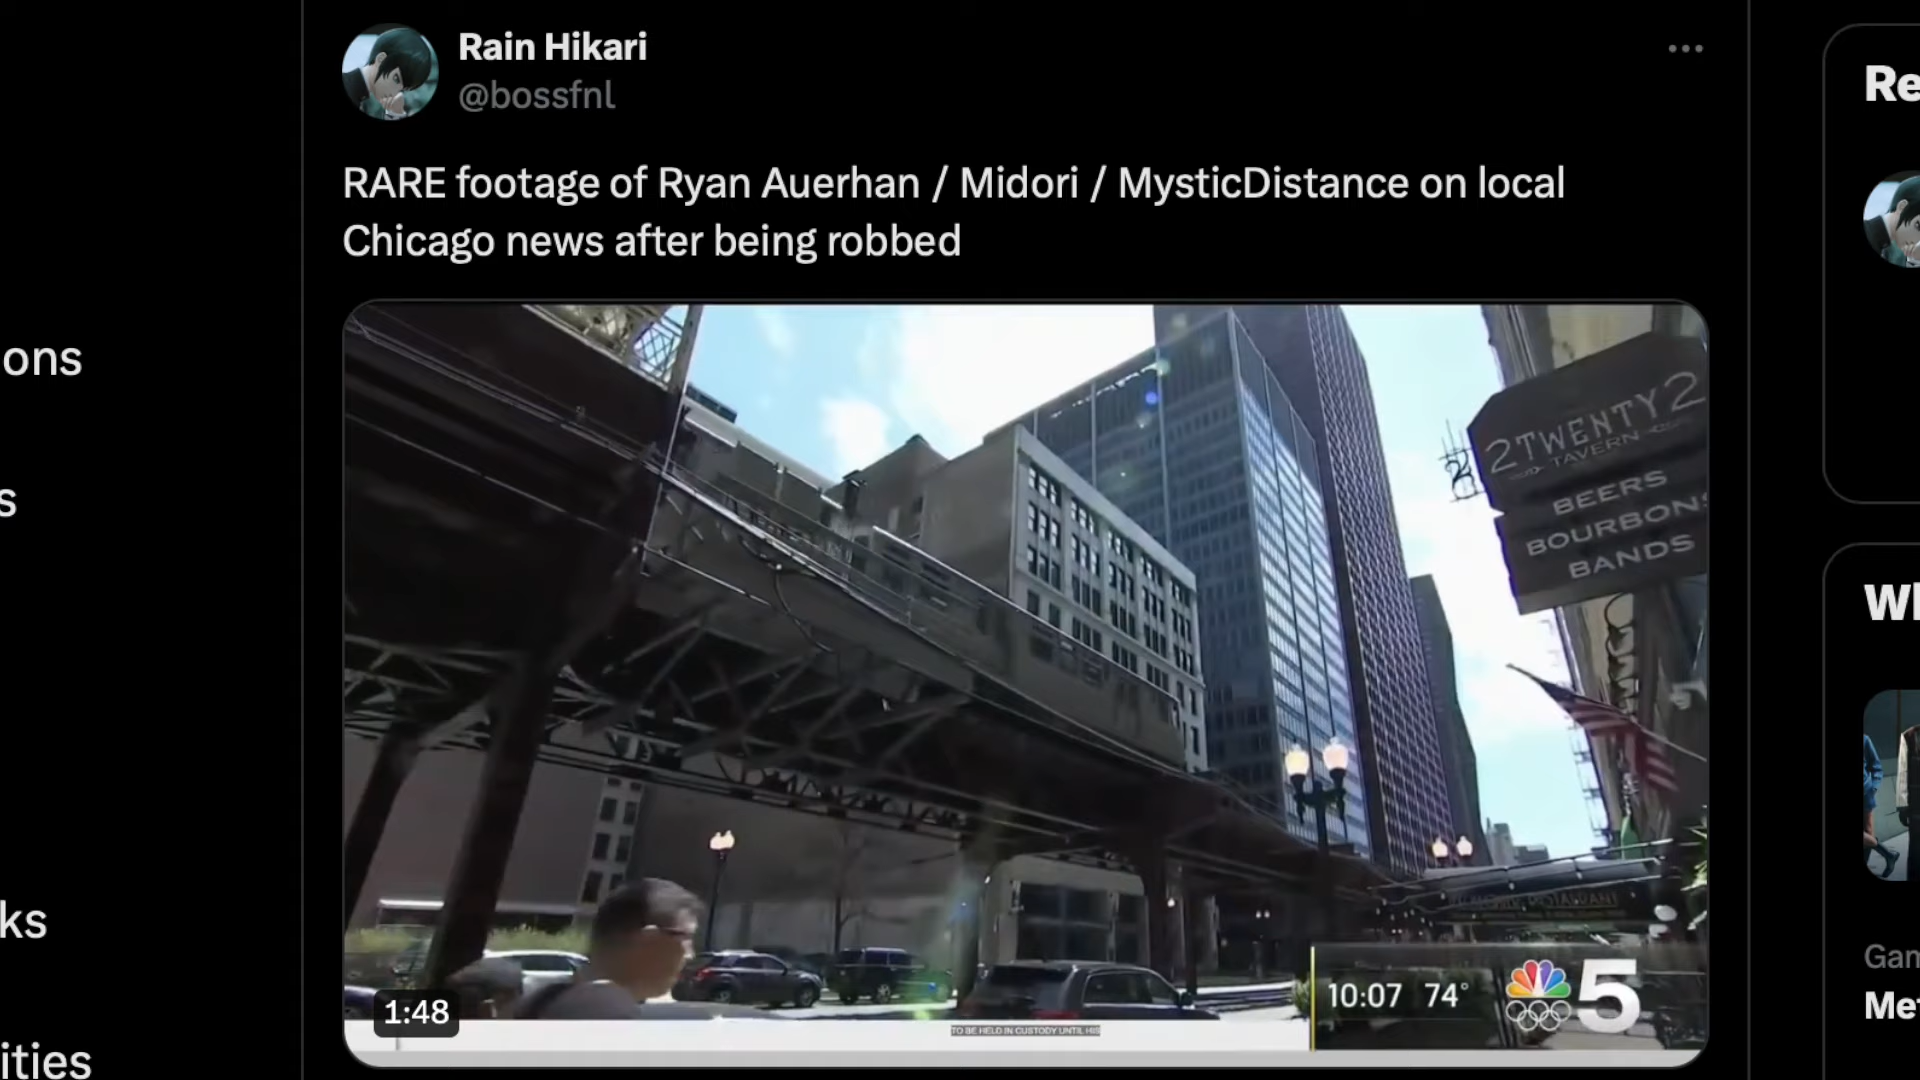 Rain Hikari
@bossfnl
RARE footage of Ryan Auerhan / Midori / MysticDistance on local
Chicago news after being robbed
2TWENTY2
TAVERN
BEERS
BOURBONS
BANDS
1:48
TO BE HELD IN CUSTODY UNTIL HIS
10:07 74°
5
ons
s
ks
ities
Re
Wh
Gam
Met